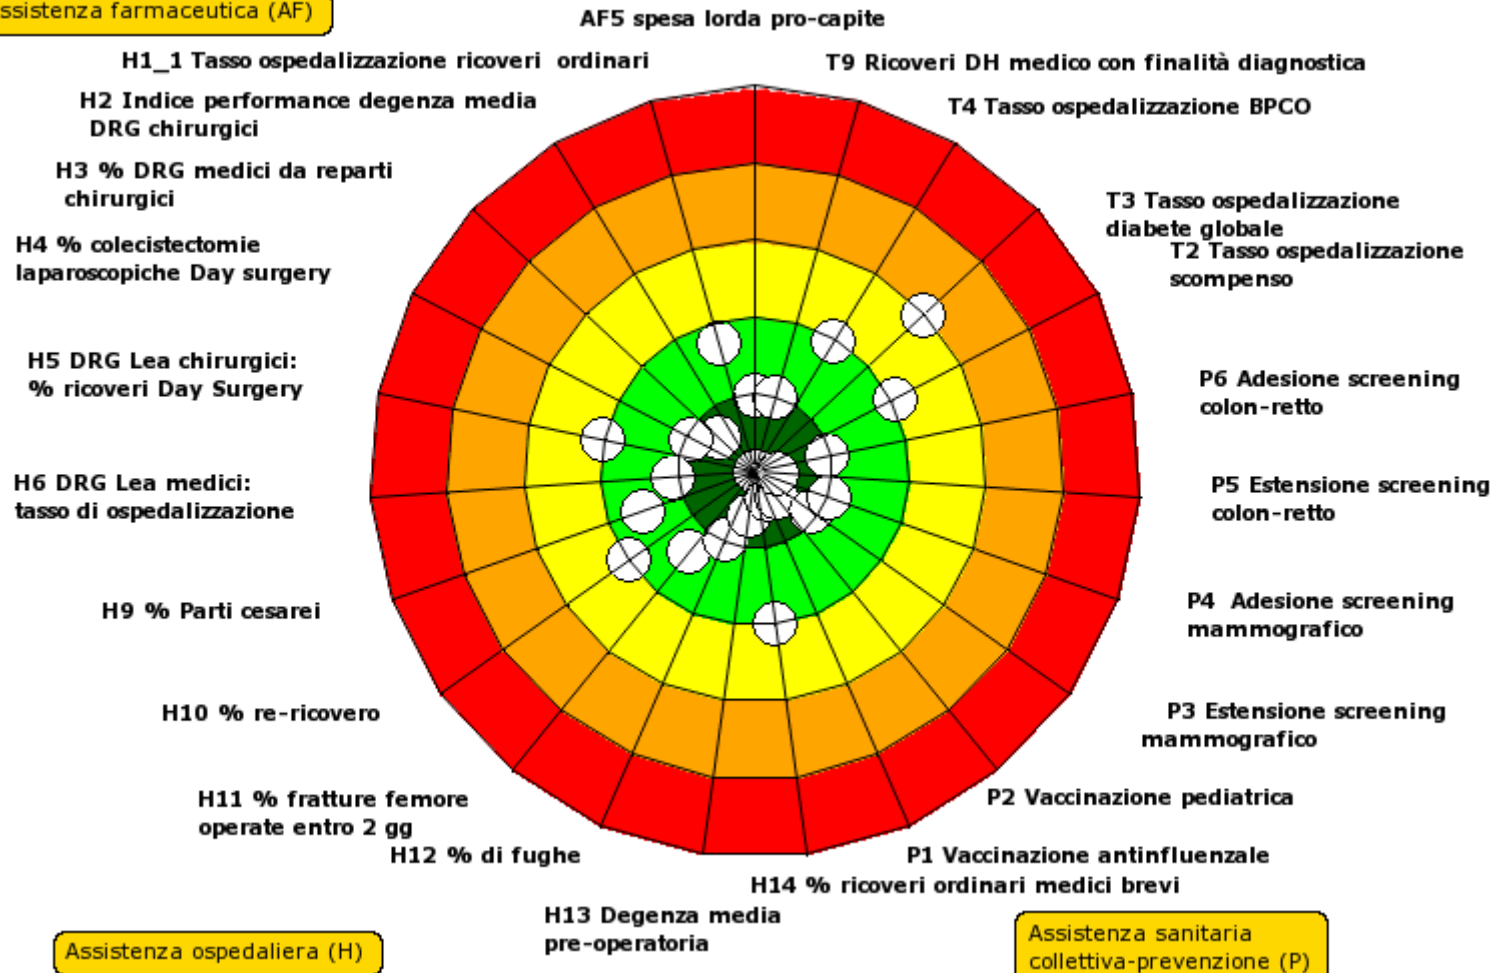 ssistenza farmaceutica (AF)
AF5 spesa lorda pro-capite
H1_1 Tasso ospedalizzazione ricoveri ordinari
T9 Ricoveri DH medico con finalità diagnostica
H2 Indice performance degenza media
DRG chirurgici
T4 Tasso ospedalizzazione BPCO
H3 % DRG medici da reparti
chirurgici
T3 Tasso ospedalizzazione
diabete globale
H4 % colecistectomie
laparoscopiche Day surgery
T2 Tasso ospedalizzazione
scompenso
H5 DRG Lea chirurgici:
% ricoveri Day Surgery
P6 Adesione screening
colon-retto
H6 DRG Lea medici:
tasso di ospedalizzazione
P5 Estensione screening
colon-retto
H9 % Parti cesarei
P4 Adesione screening
mammografico
H10 % re-ricovero
P3 Estensione screening
mammografico
H11 % fratture femore
operate entro 2 gg
P2 Vaccinazione pediatrica
H12 % di fughe
P1 Vaccinazione antinfluenzale
H14 % ricoveri ordinari medici brevi
H13 Degenza media
pre-operatoria
Assistenza ospedaliera (H)
Assistenza sanitaria
collettiva-prevenzione (P)